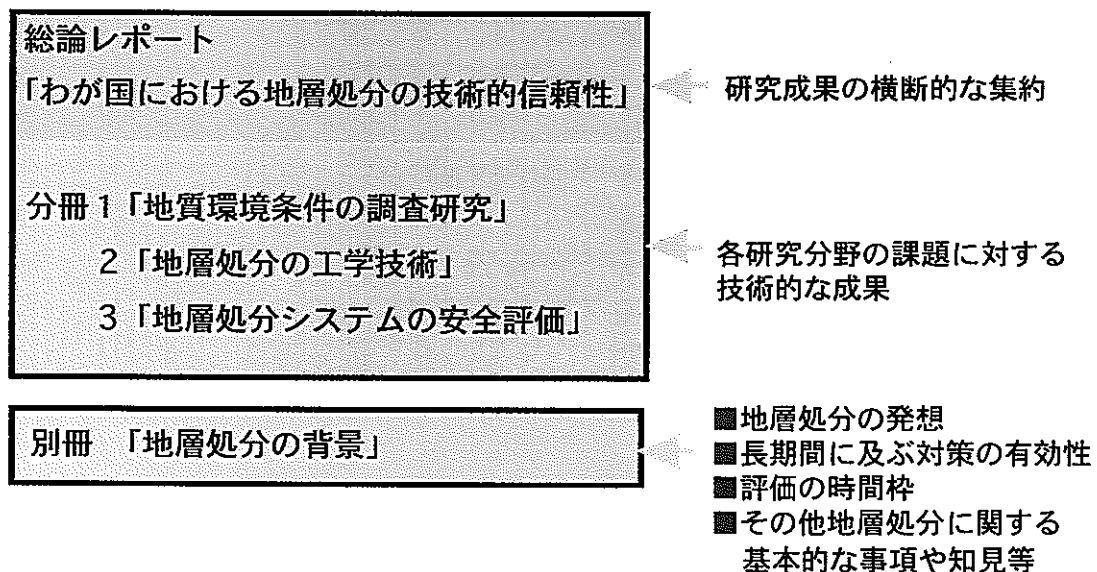 総論レポート
「わが国における地層処分の技術的信頼性」
研究成果の横断的な集約
分冊1「地質環境条件の調査研究」
2「地層処分の工学技術」
3「地層処分システムの安全評価」
各研究分野の課題に対する
技術的な成果
別冊 「地層処分の背景」
■地層処分の発想
■長期間に及ぶ対策の有効性
■評価の時間枠
■その他地層処分に関する
基本的な事項や知見等